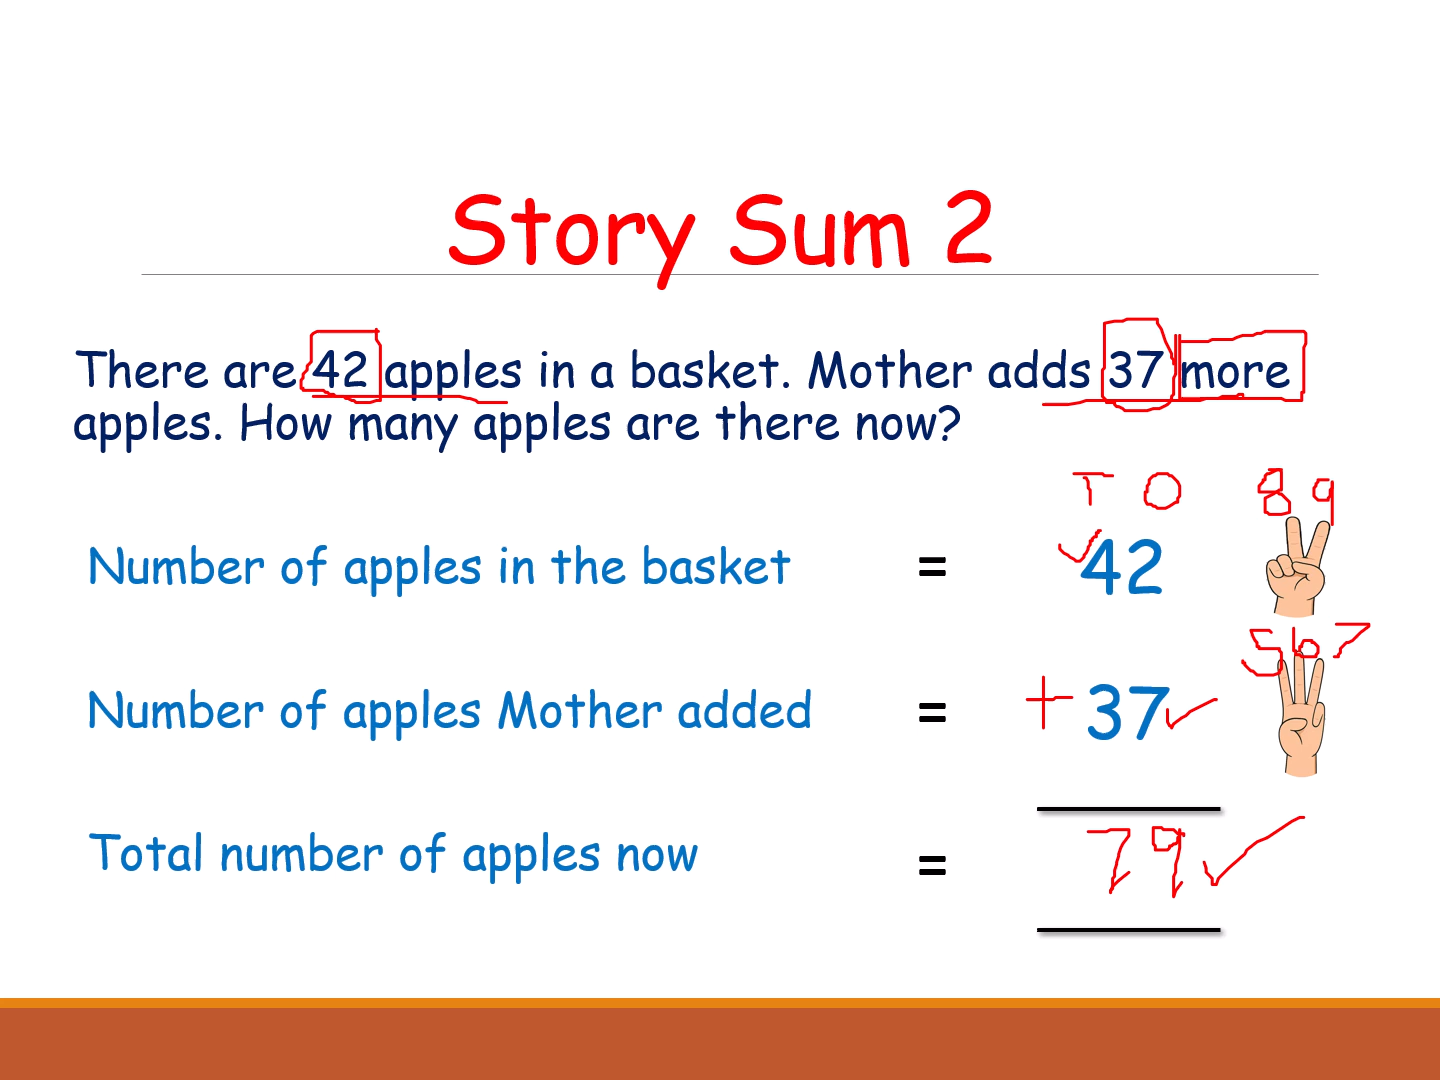 Story Sum 2
There are 42 apples in a basket. Mother adds 37 more
apples. How many apples are there now?
T O 8 9
Number of apples in the basket = 42
5 6 7
Number of apples Mother added = + 37
Total number of apples now = 79